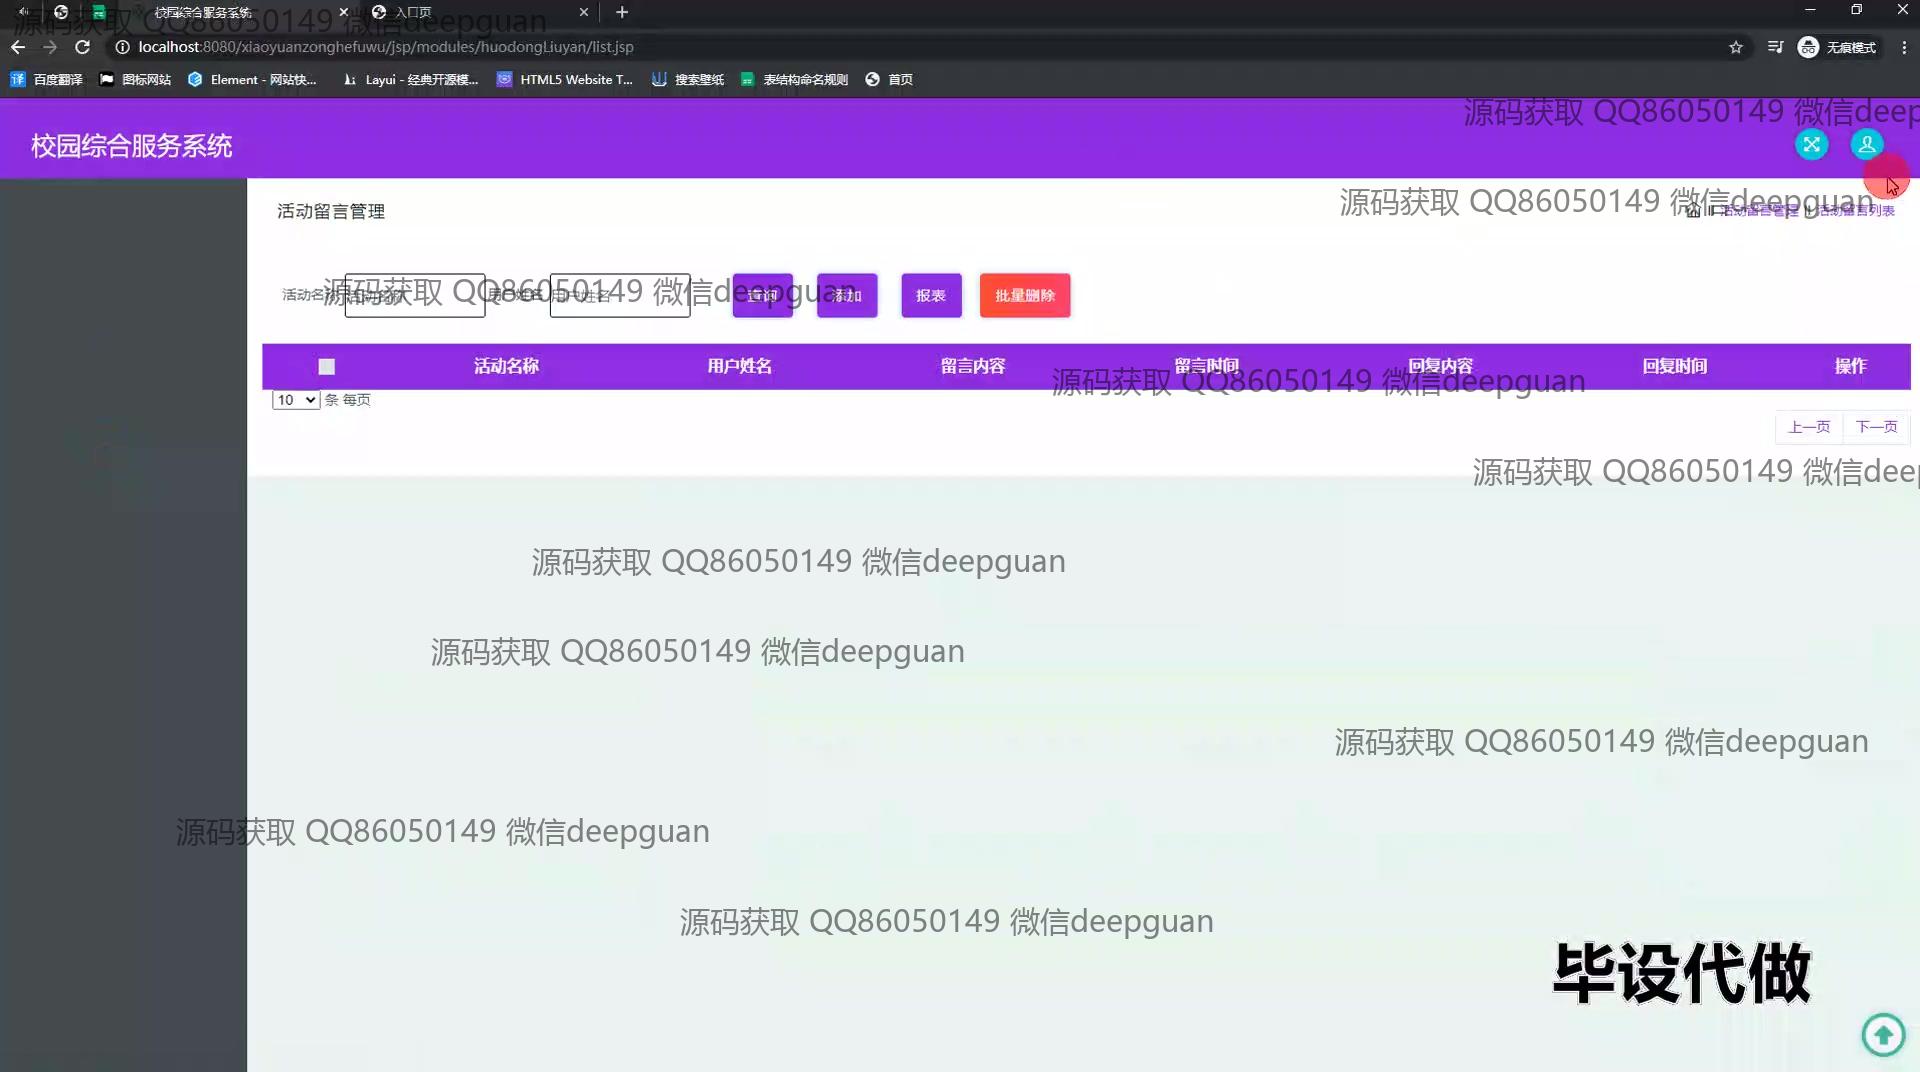 校园综合服务系统
入口页
源码获取 QQ86050149 微信deepguan
localhost:8080/xiaoyuanzonghefuwu/jsp/modules/huodongLiuyan/list.jsp
无痕模式
百度翻译
图标网站
Element - 网站快...
Layui - 经典开源模...
HTML5 Website T...
搜索壁纸
表结构命名规则
首页
源码获取 QQ86050149 微信deep
校园综合服务系统
活动留言管理
源码获取 QQ86050149 微信deepguan
活动留言管理
活动留言列表
活动名称
活动名称
用户姓名
用户姓名
查询
添加
报表
批量删除
源码获取 QQ86050149 微信deepguan
活动名称
用户姓名
留言内容
留言时间
回复内容
回复时间
操作
源码获取 QQ86050149 微信deepguan
10 条 每页
上一页
下一页
源码获取 QQ86050149 微信deep
源码获取 QQ86050149 微信deepguan
源码获取 QQ86050149 微信deepguan
源码获取 QQ86050149 微信deepguan
源码获取 QQ86050149 微信deepguan
源码获取 QQ86050149 微信deepguan
毕设代做